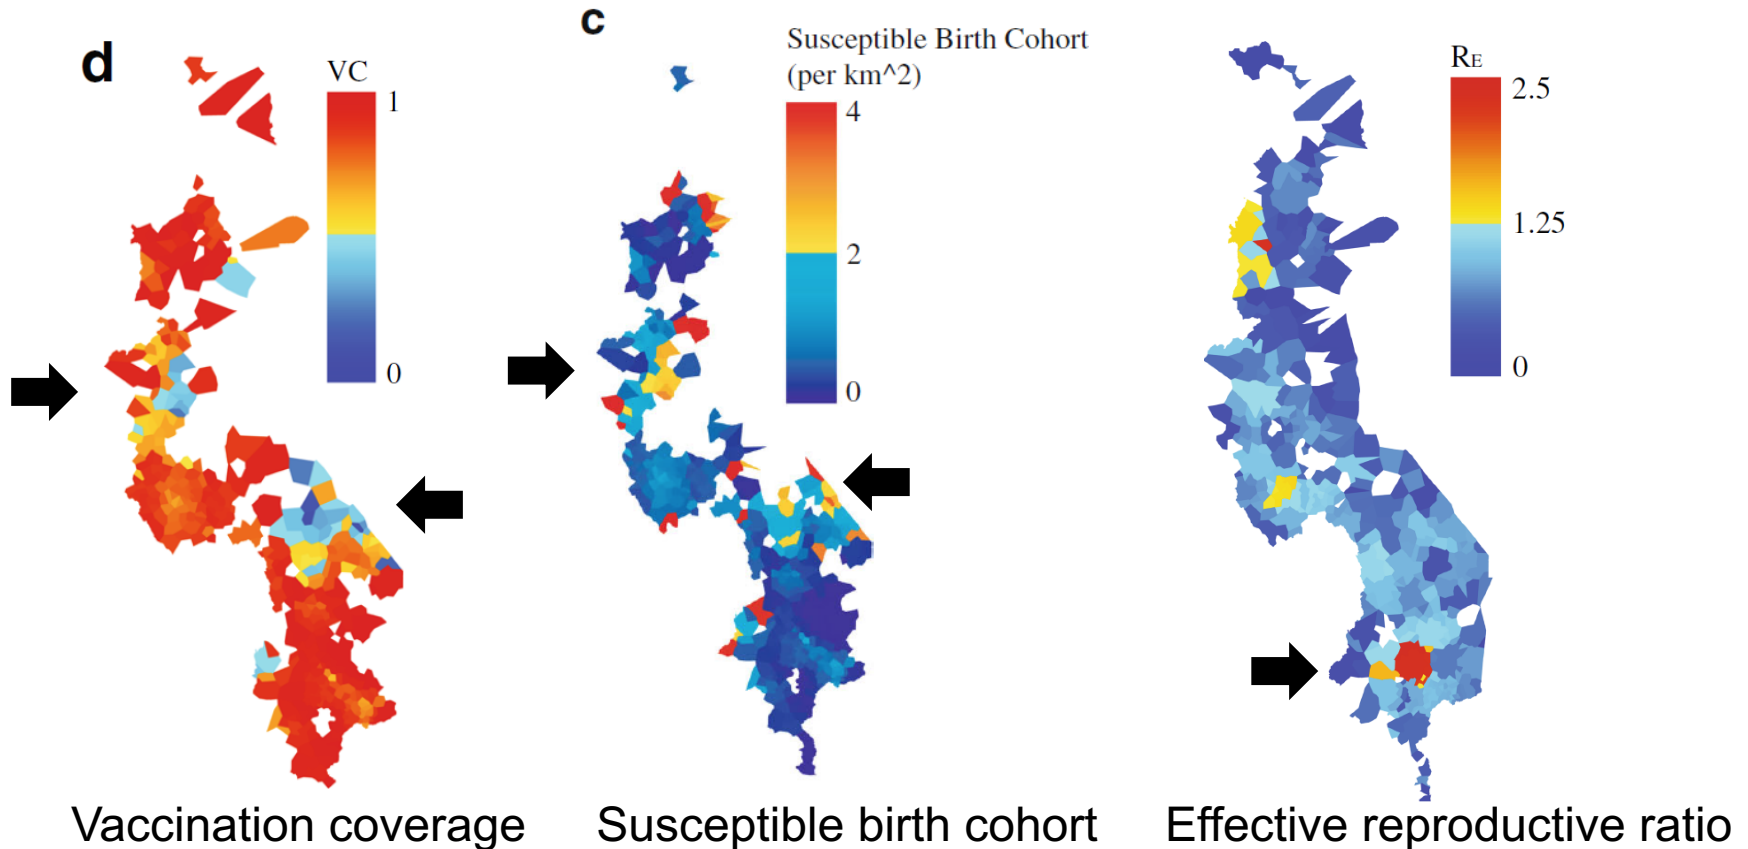 d
VC
1
0
c
Susceptible Birth Cohort
(per km^2)
4
2
0
RE
2.5
1.25
0
Vaccination coverage
Susceptible birth cohort
Effective reproductive ratio